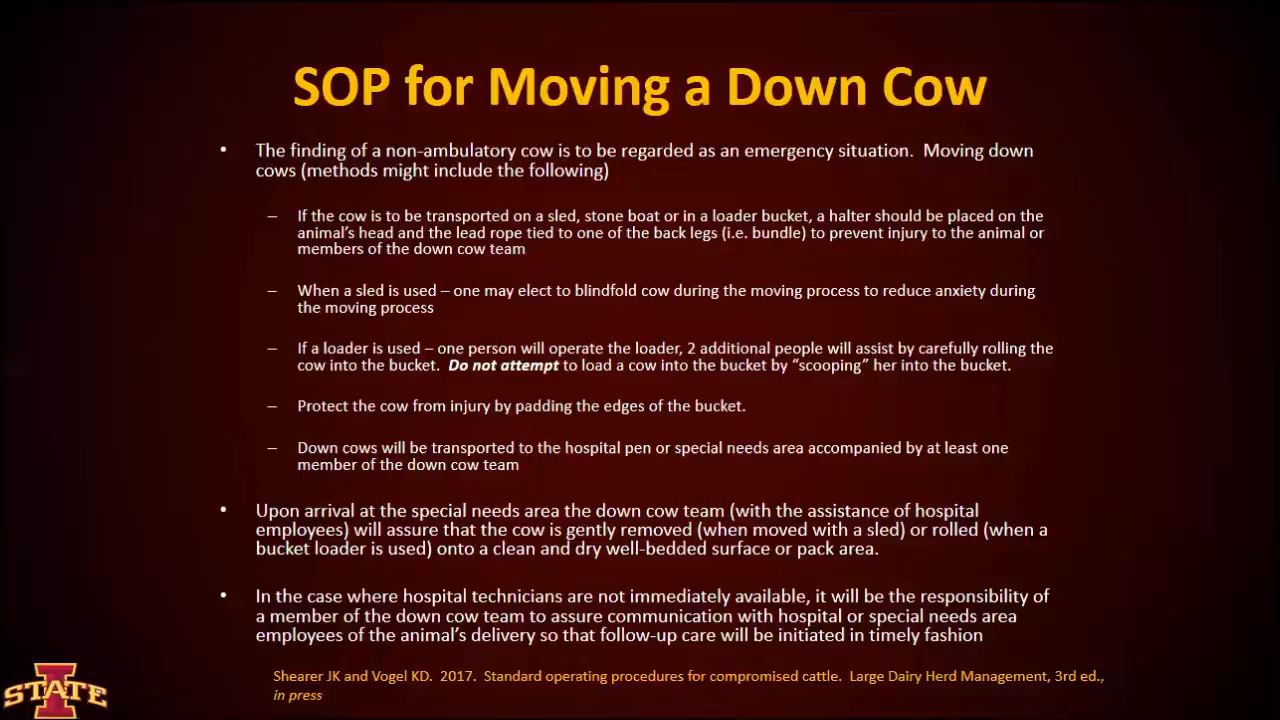 SOP for Moving a Down Cow
• The finding of a non-ambulatory cow is to be regarded as an emergency situation.  Moving down
cows (methods might include the following)
– If the cow is to be transported on a sled, stone boat or in a loader bucket, a halter should be placed on the
animal’s head and the lead rope tied to one of the back legs (i.e. bundle) to prevent injury to the animal or
members of the down cow team
– When a sled is used – one may elect to blindfold cow during the moving process to reduce anxiety during
the moving process
– If a loader is used – one person will operate the loader, 2 additional people will assist by carefully rolling the
cow into the bucket.  Do not attempt to load a cow into the bucket by “scooping” her into the bucket.
– Protect the cow from injury by padding the edges of the bucket.
– Down cows will be transported to the hospital pen or special needs area accompanied by at least one
member of the down cow team
• Upon arrival at the special needs area the down cow team (with the assistance of hospital
employees) will assure that the cow is gently removed (when moved with a sled) or rolled (when a
bucket loader is used) onto a clean and dry well-bedded surface or pack area.
• In the case where hospital technicians are not immediately available, it will be the responsibility of
a member of the down cow team to assure communication with hospital or special needs area
employees of the animal’s delivery so that follow-up care will be initiated in timely fashion
Shearer JK and Vogel KD.  2017.  Standard operating procedures for compromised cattle.  Large Dairy Herd Management, 3rd ed.,
in press
STATE